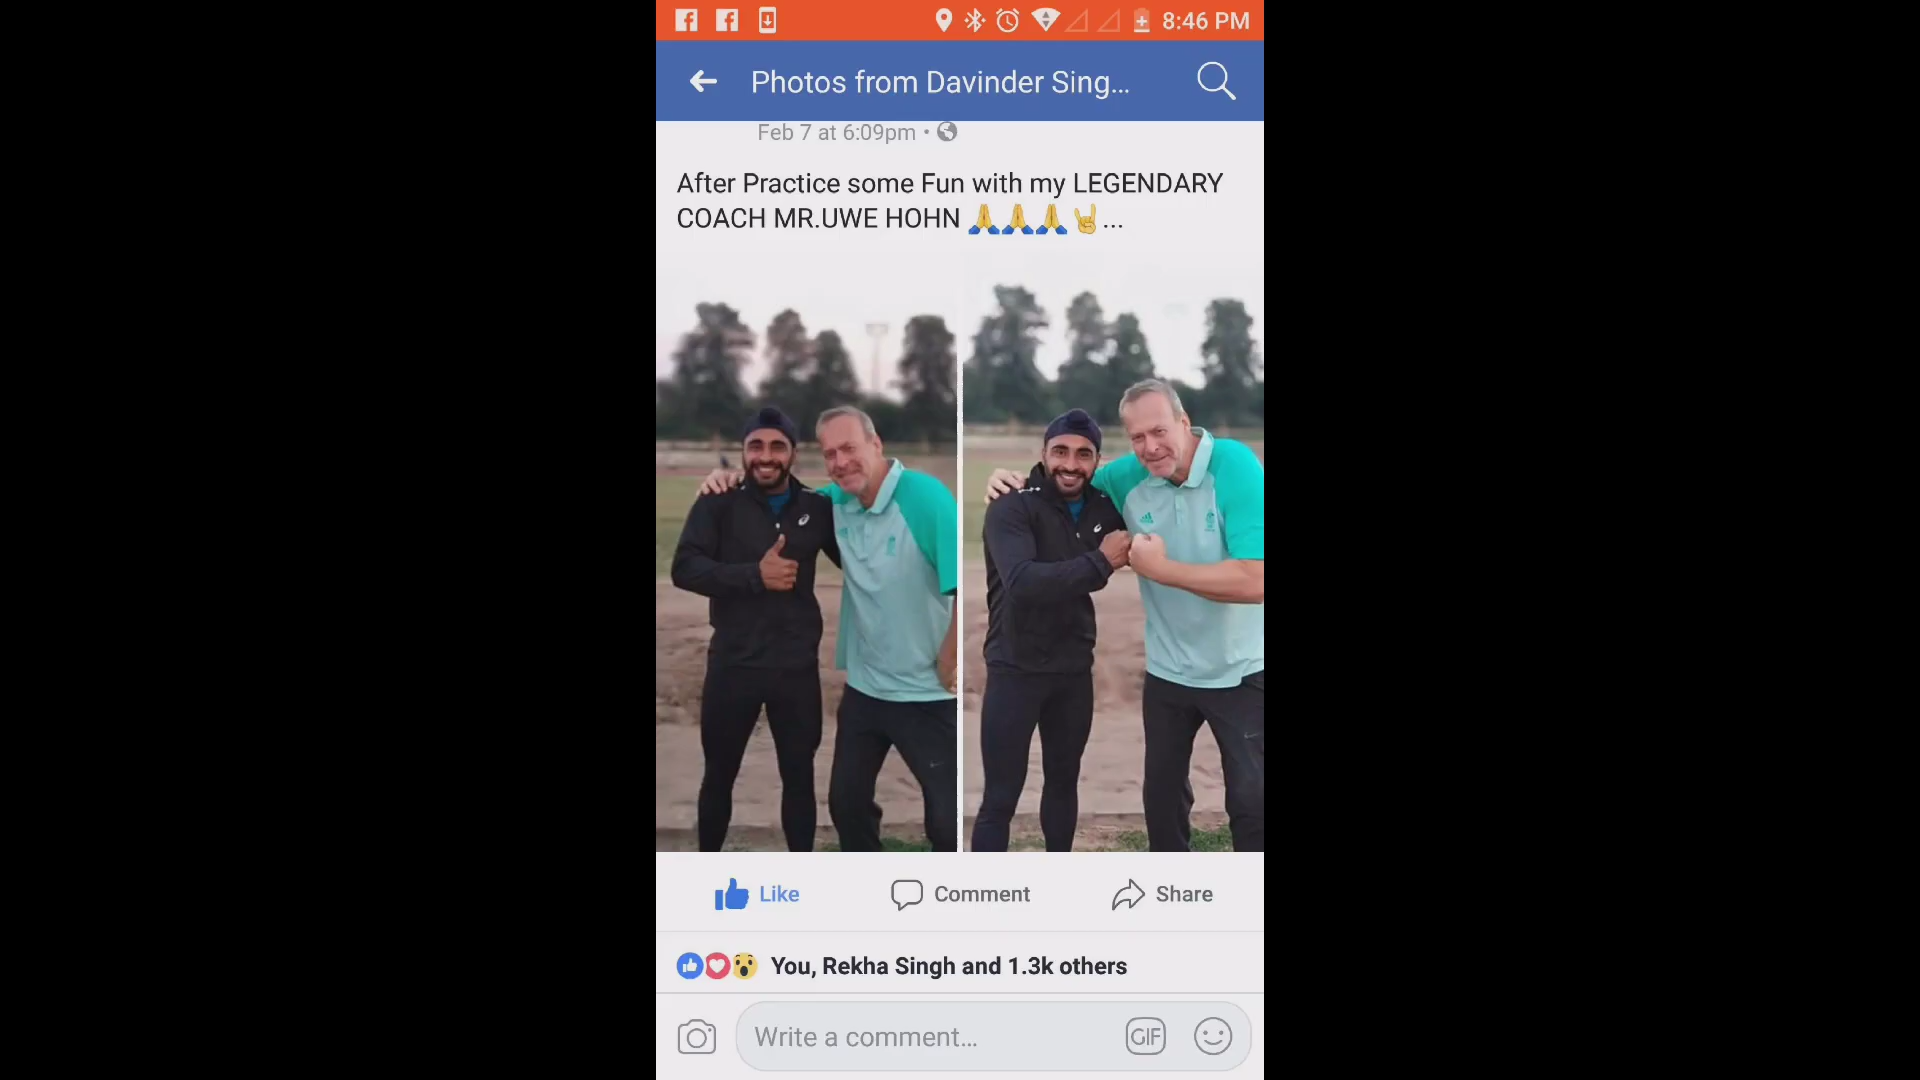 8:46 PM
Photos from Davinder Sing...
Feb 7 at 6:09pm •
After Practice some Fun with my LEGENDARY
COACH MR.UWE HOHN 🙏🙏🙏🤘...
Like
Comment
Share
You, Rekha Singh and 1.3k others
Write a comment...
GIF